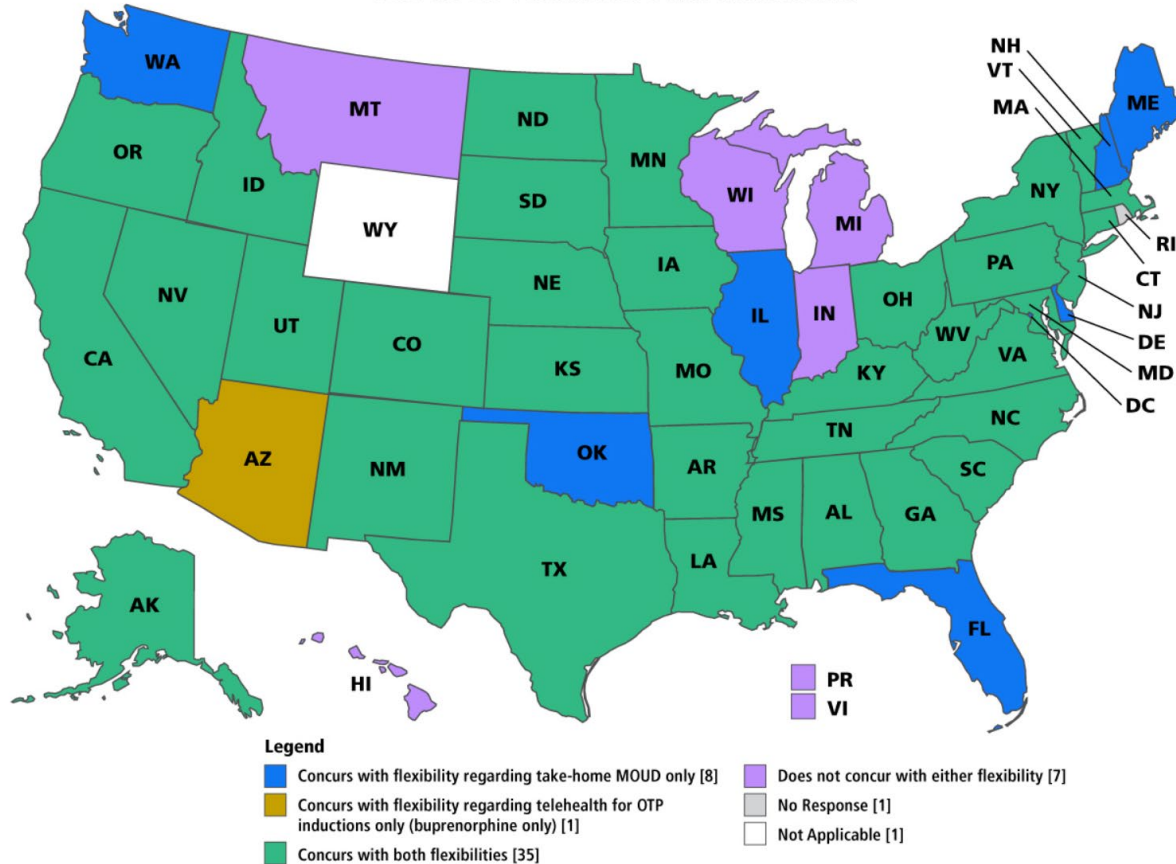 WA
MT
ND
MN
OR
ID
SD
WI
MI
NH
VT
MA
ME
NY
WY
IA
NE
PA
RI
CT
NJ
DE
MD
DC
NV
UT
CO
CA
KS
MO
IL
IN
OH
WV
VA
KY
NC
TN
SC
AZ
NM
OK
AR
MS
AL
GA
LA
TX
FL
AK
HI
PR
VI
Legend
Concurs with flexibility regarding take-home MOUD only [8]
Concurs with flexibility regarding telehealth for OTP
inductions only (buprenorphine only) [1]
Concurs with both flexibilities [35]
Does not concur with either flexibility [7]
No Response [1]
Not Applicable [1]